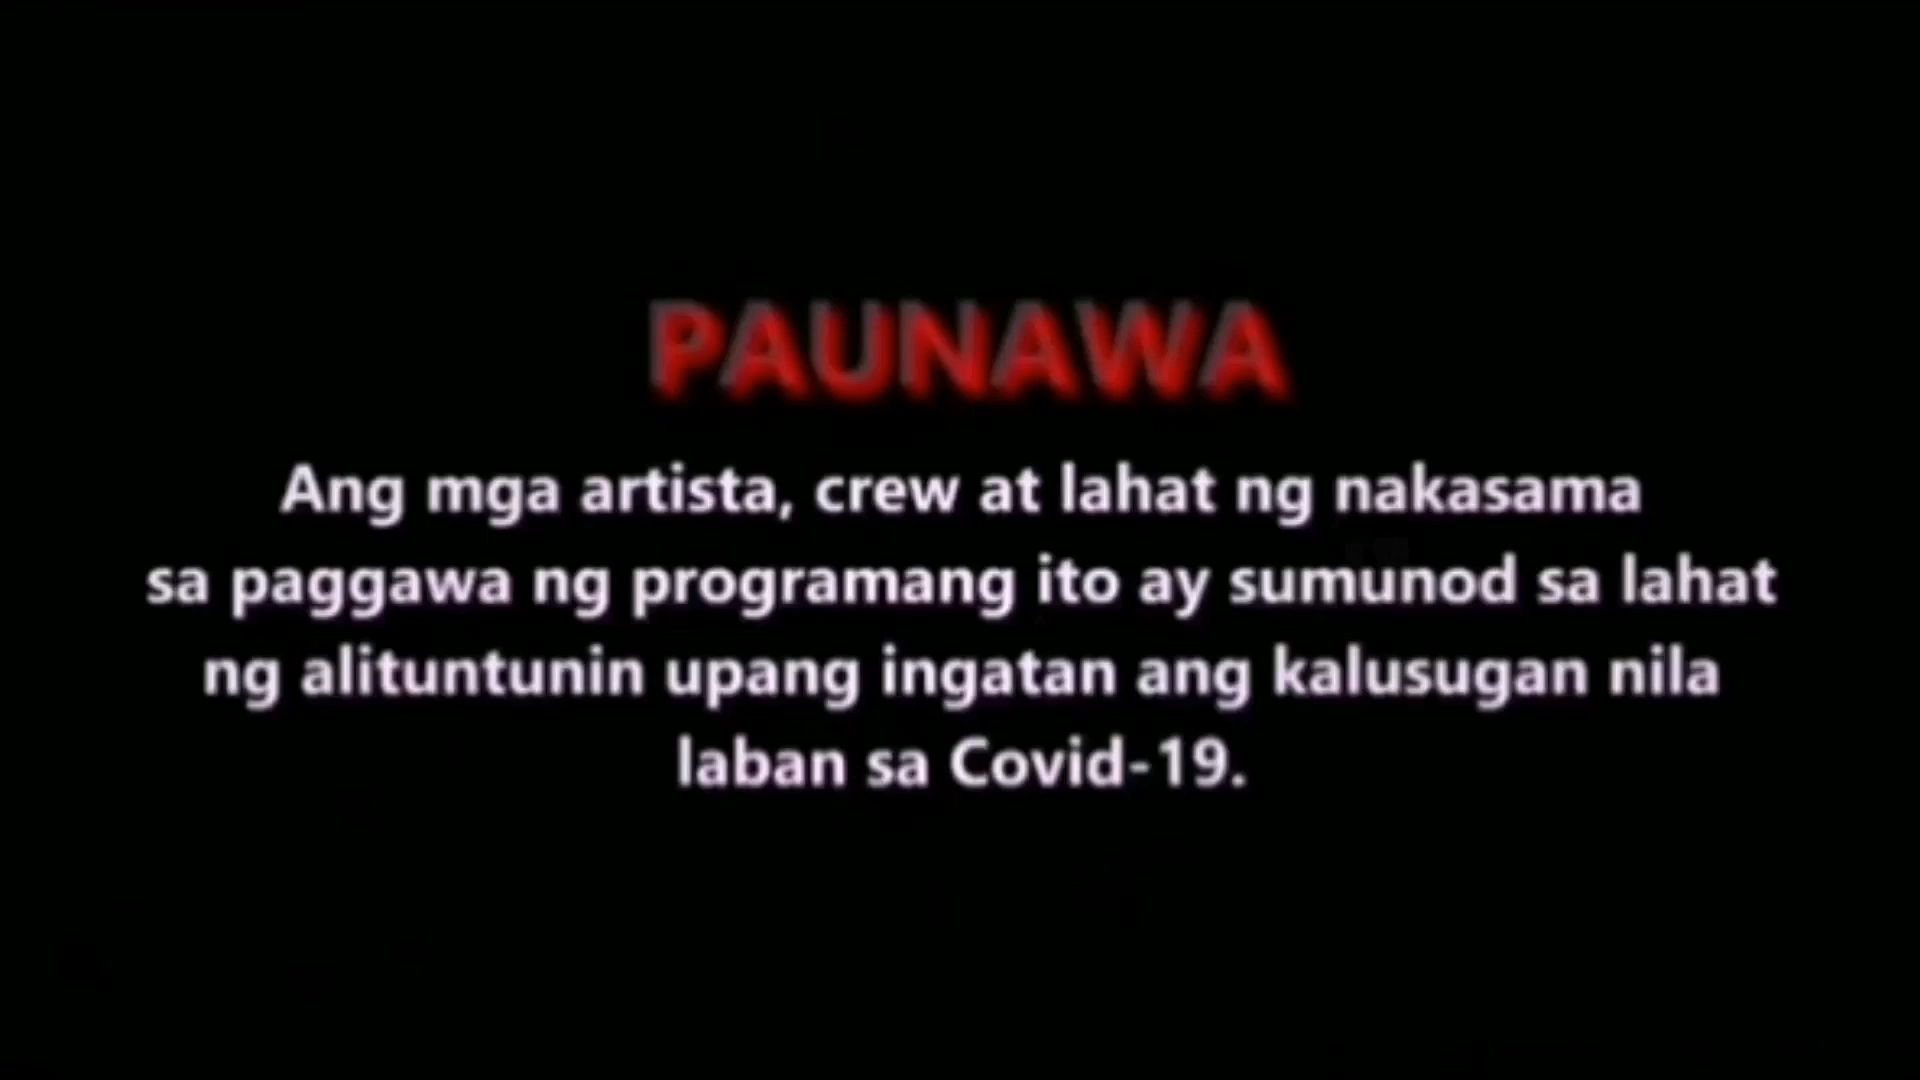 PAUNAWA
Ang mga artista, crew at lahat ng nakasama
sa paggawa ng programang ito ay sumunod sa lahat
ng alituntunin upang ingatan ang kalusugan nila
laban sa Covid-19.